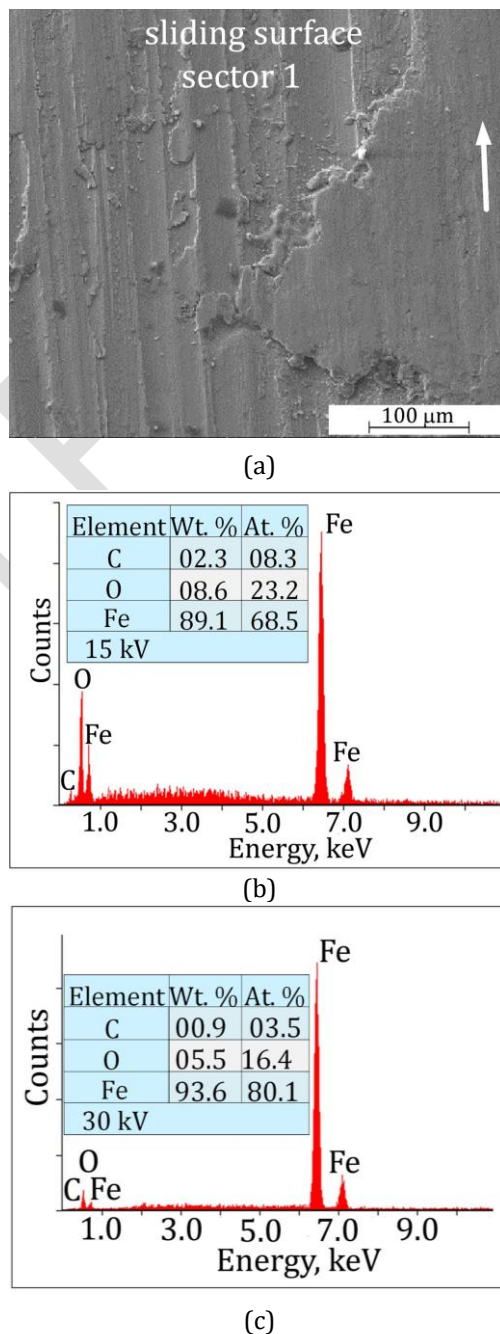 sliding surface
sector 1
100 μm
(a)
Element Wt. % At. %
C 02.3 08.3
O 08.6 23.2
Fe 89.1 68.5
15 kV
Fe
O
Fe
Fe
C
Counts
1.0 3.0 5.0 7.0 9.0
Energy, keV
(b)
Element Wt. % At. %
C 00.9 03.5
O 05.5 16.4
Fe 93.6 80.1
30 kV
Fe
O
Fe
C Fe
Counts
1.0 3.0 5.0 7.0 9.0
Energy, keV
(c)